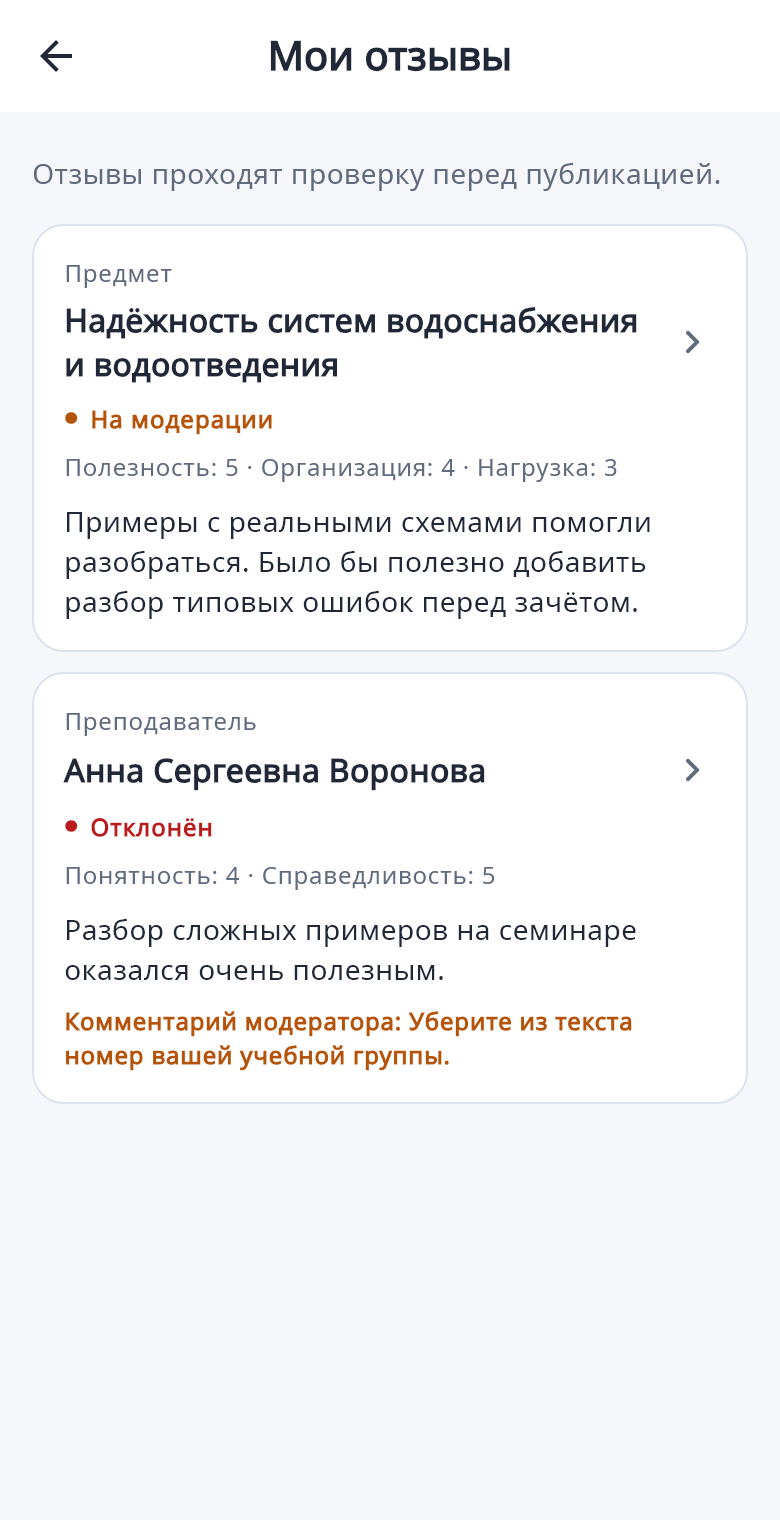 Мои отзывы
Отзывы проходят проверку перед публикацией.
Предмет
Надёжность систем водоснабжения
и водоотведения
На модерации
Полезность: 5 · Организация: 4 · Нагрузка: 3
Примеры с реальными схемами помогли
разобраться. Было бы полезно добавить
разбор типовых ошибок перед зачётом.
Преподаватель
Анна Сергеевна Воронова
Отклонён
Понятность: 4 · Справедливость: 5
Разбор сложных примеров на семинаре
оказался очень полезным.
Комментарий модератора: Уберите из текста
номер вашей учебной группы.